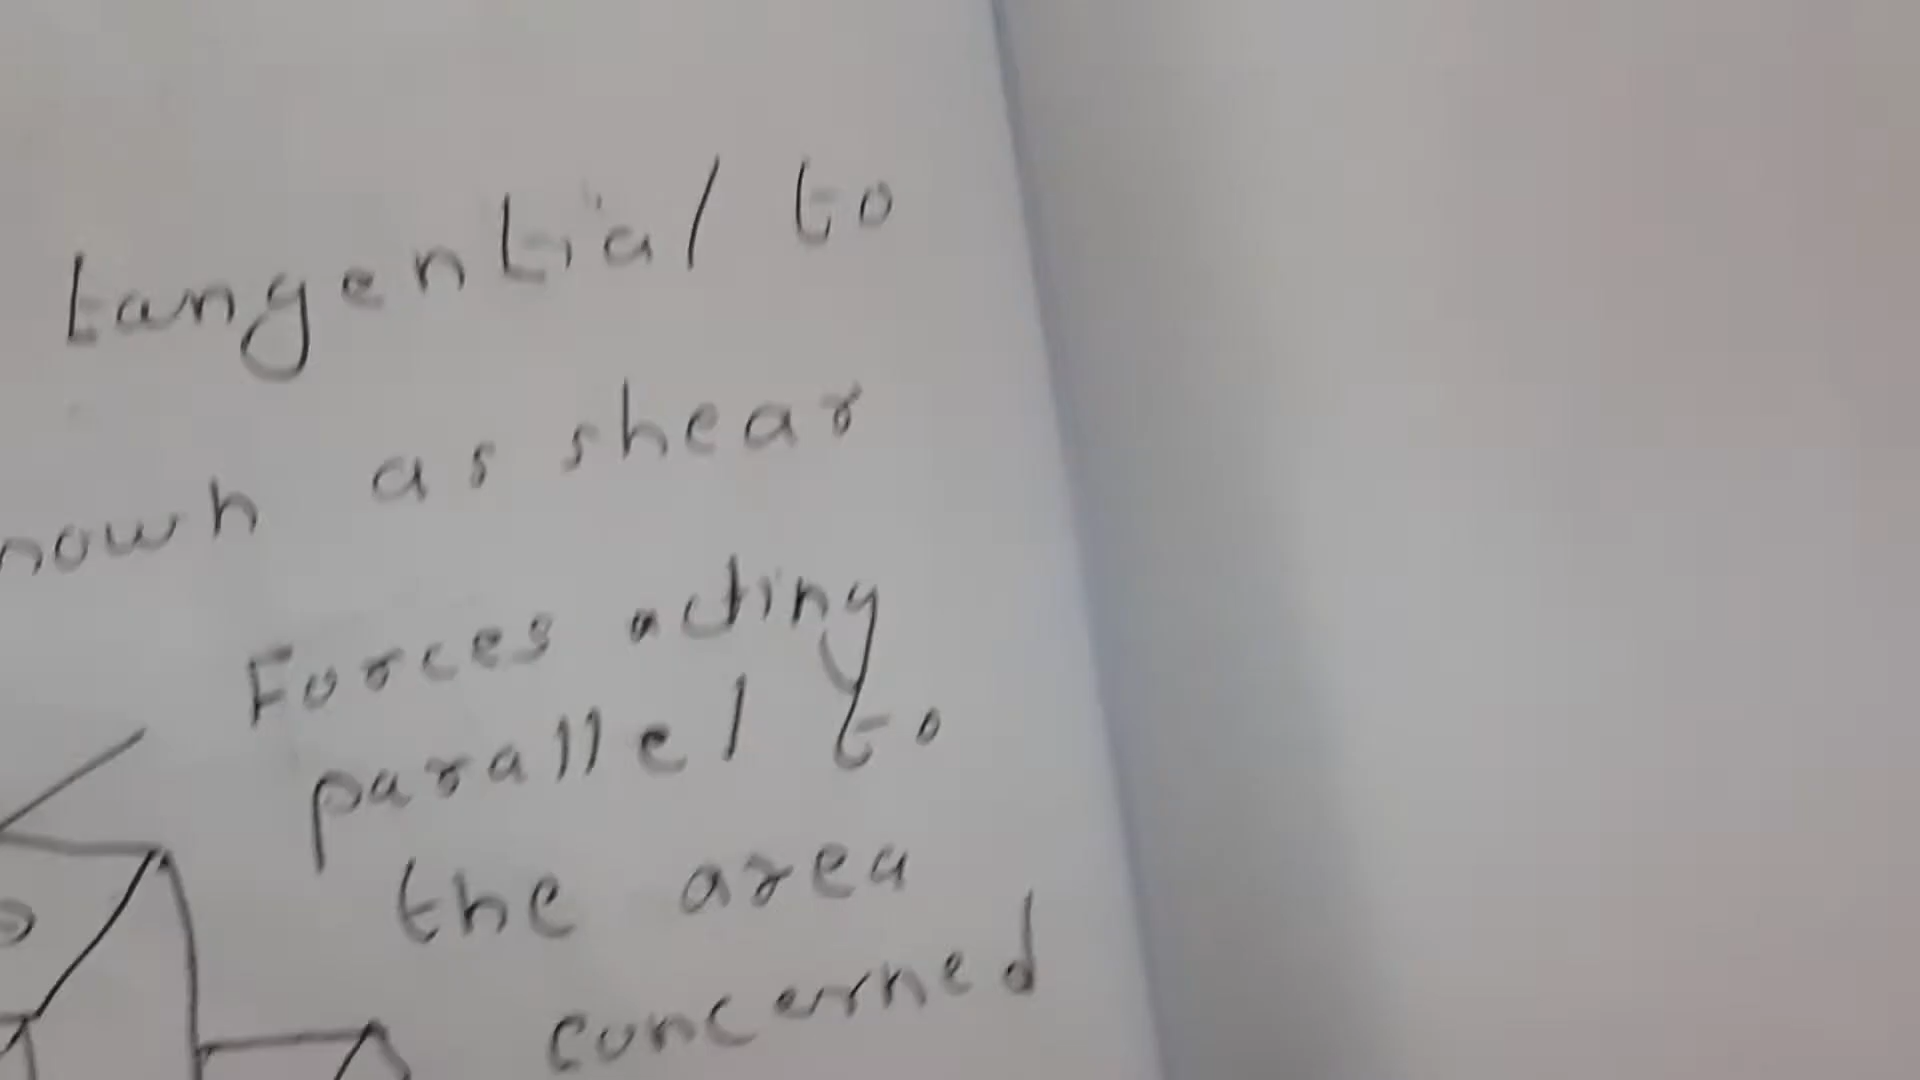 tangential to
nown as shear
Forces acting
parallel to
the area
concerned